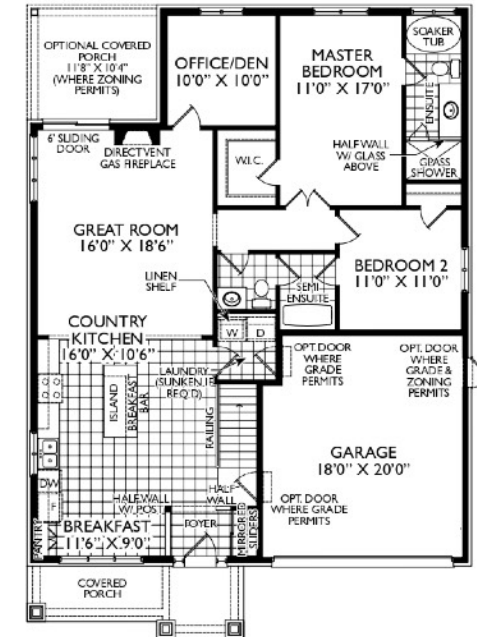 OPTIONAL COVERED
PORCH
11'8" X 10'4"
(WHERE ZONING
PERMITS)
OFFICE/DEN
10'0" X 10'0"
MASTER
BEDROOM
11'0" X 17'0"
SOAKER
TUB
ENSUITE
6' SLIDING
DOOR
DIRECT VENT
GAS FIREPLACE
W.I.C.
HALF WALL
W/ GLASS
ABOVE
GLASS
SHOWER
GREAT ROOM
16'0" X 18'6"
BEDROOM 2
11'0" X 11'0"
LINEN
SHELF
SEMI
ENSUITE
W
D
COUNTRY
KITCHEN
16'0" X 10'6"
LAUNDRY
(SUNKEN, IF
REQ'D)
OPT. DOOR
WHERE
GRADE
PERMITS
OPT. DOOR
WHERE
GRADE &
ZONING
PERMITS
ISLAND
BREAKFAST
BAR
RAILING
GARAGE
18'0" X 20'0"
DW
F
HALF WALL
W/ POST
HALF
WALL
OPT. DOOR
WHERE GRADE
PERMITS
PANTRY
BREAKFAST
11'6" X 9'0"
FOYER
MIRRORED
SLIDERS
COVERED
PORCH